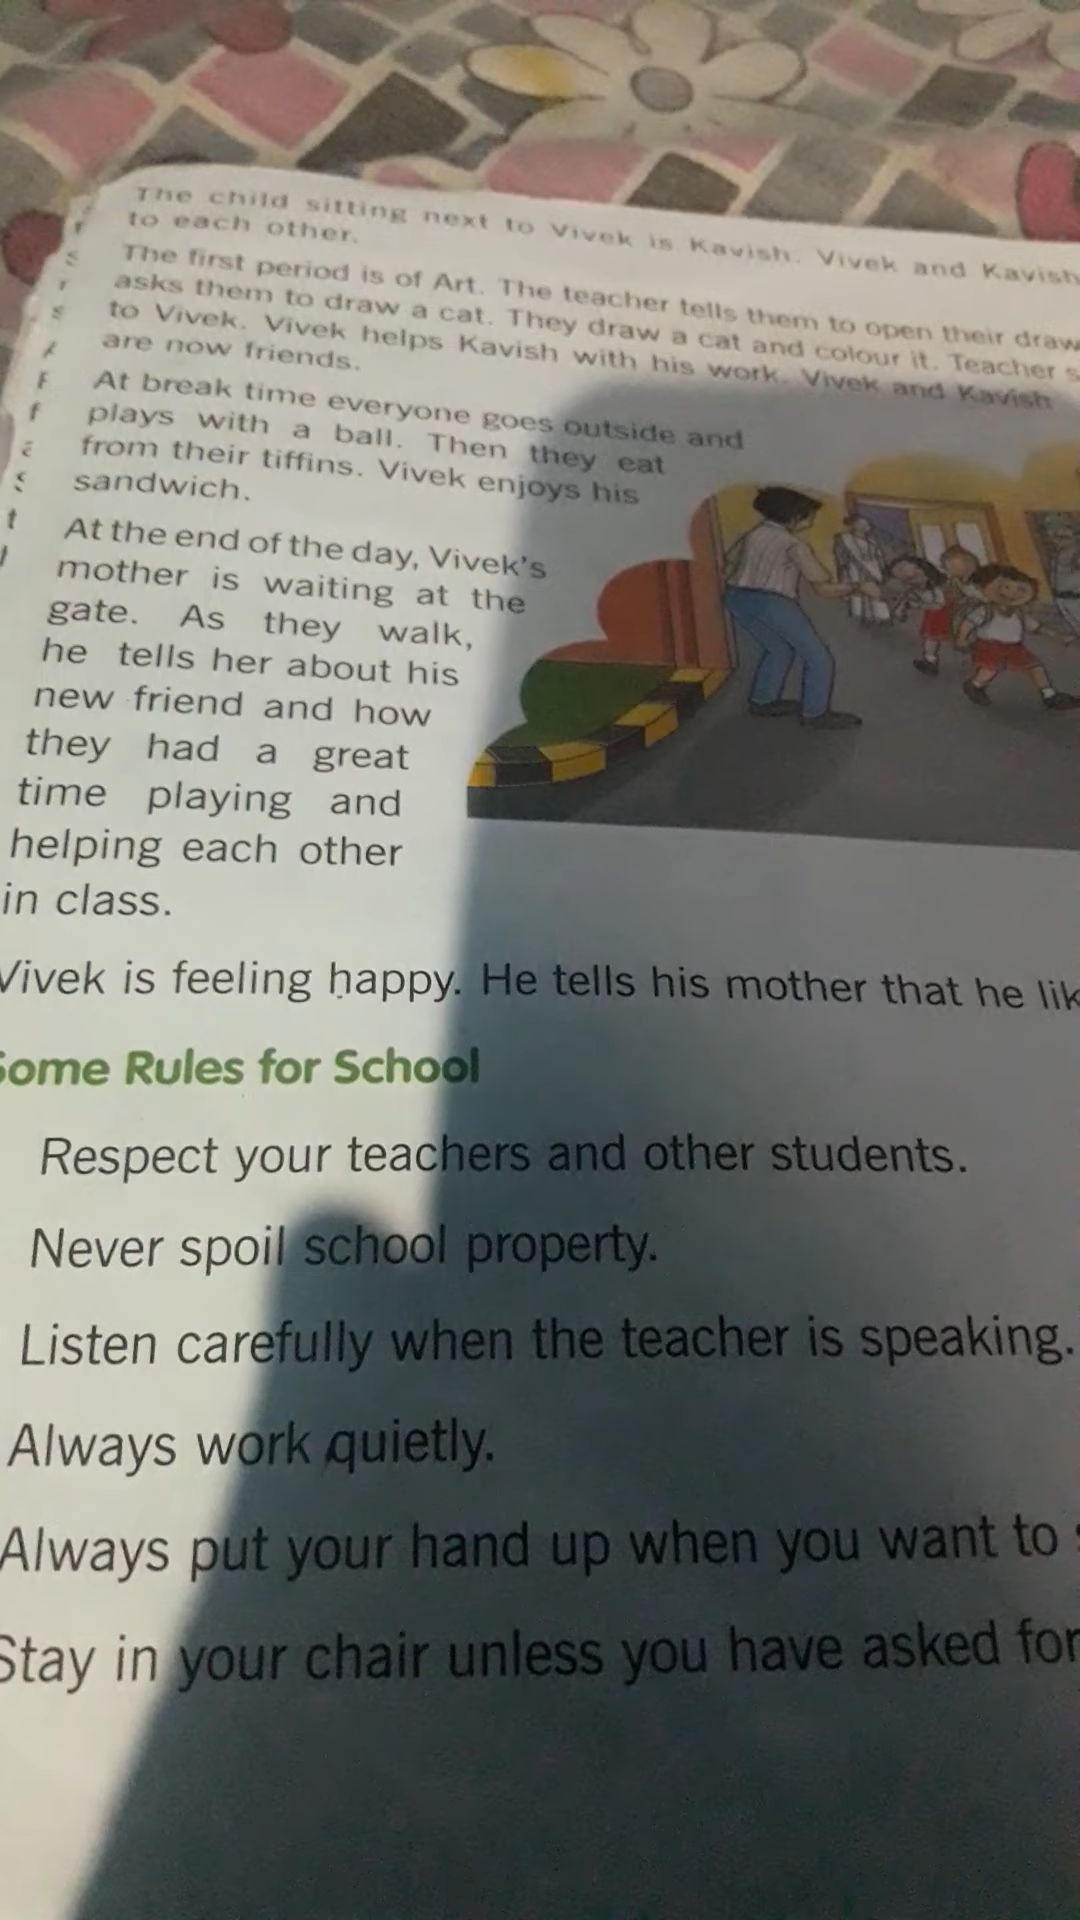 The child sitting next to Vivek is Kavish. Vivek and Kavish
to each other.
The first period is of Art. The teacher tells them to open their draw
asks them to draw a cat. They draw a cat and colour it. Teacher s
to Vivek. Vivek helps Kavish with his work. Vivek and Kavish
are now friends.
At break time everyone goes outside and
plays with a ball. Then they eat
from their tiffins. Vivek enjoys his
sandwich.
At the end of the day, Vivek's
mother is waiting at the
gate. As they walk,
he tells her about his
new friend and how
they had a great
time playing and
helping each other
in class.
Vivek is feeling happy. He tells his mother that he lik
Some Rules for School
Respect your teachers and other students.
Never spoil school property.
Listen carefully when the teacher is speaking.
Always work quietly.
Always put your hand up when you want to
Stay in your chair unless you have asked for